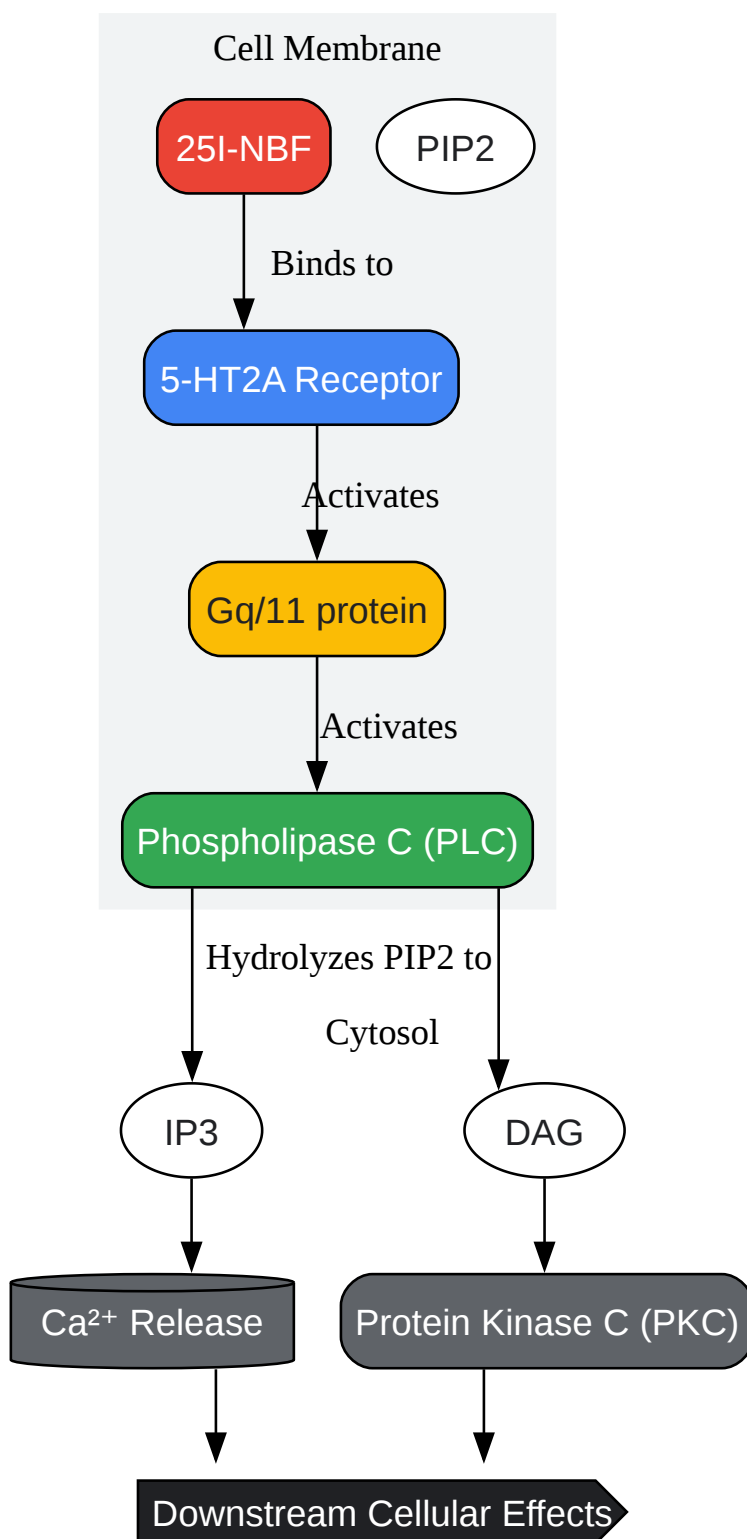 Cell Membrane
25I-NBF
PIP2
Binds to
5-HT2A Receptor
Activates
Gq/11 protein
Activates
Phospholipase C (PLC)
Hydrolyzes PIP2 to
Cytosol
IP3
DAG
Ca²⁺ Release
Protein Kinase C (PKC)
Downstream Cellular Effects